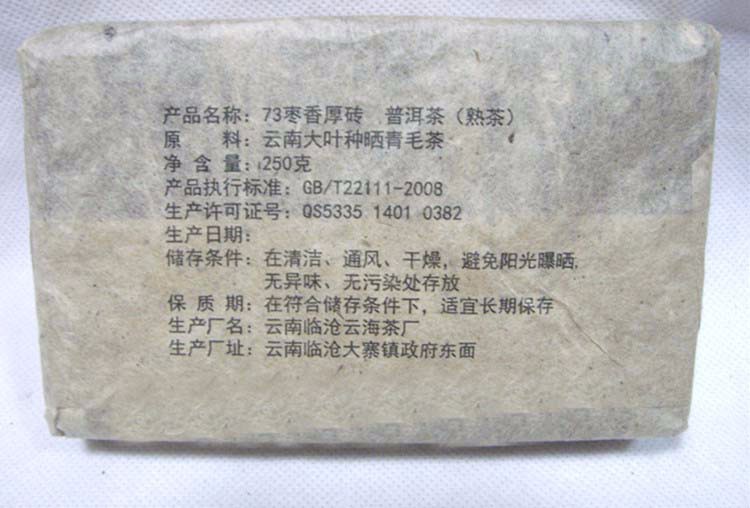 产品名称：73枣香厚砖 普洱茶（熟茶）
原 料：云南大叶种晒青毛茶
净 含 量：250克
产品执行标准：GB/T22111-2008
生产许可证号：QS5335 1401 0382
生产日期：
储存条件：在清洁、通风、干燥，避免阳光曝晒,
无异味、无污染处存放
保 质 期：在符合储存条件下，适宜长期保存
生产厂名：云南临沧云海茶厂
生产厂址：云南临沧大寨镇政府东面